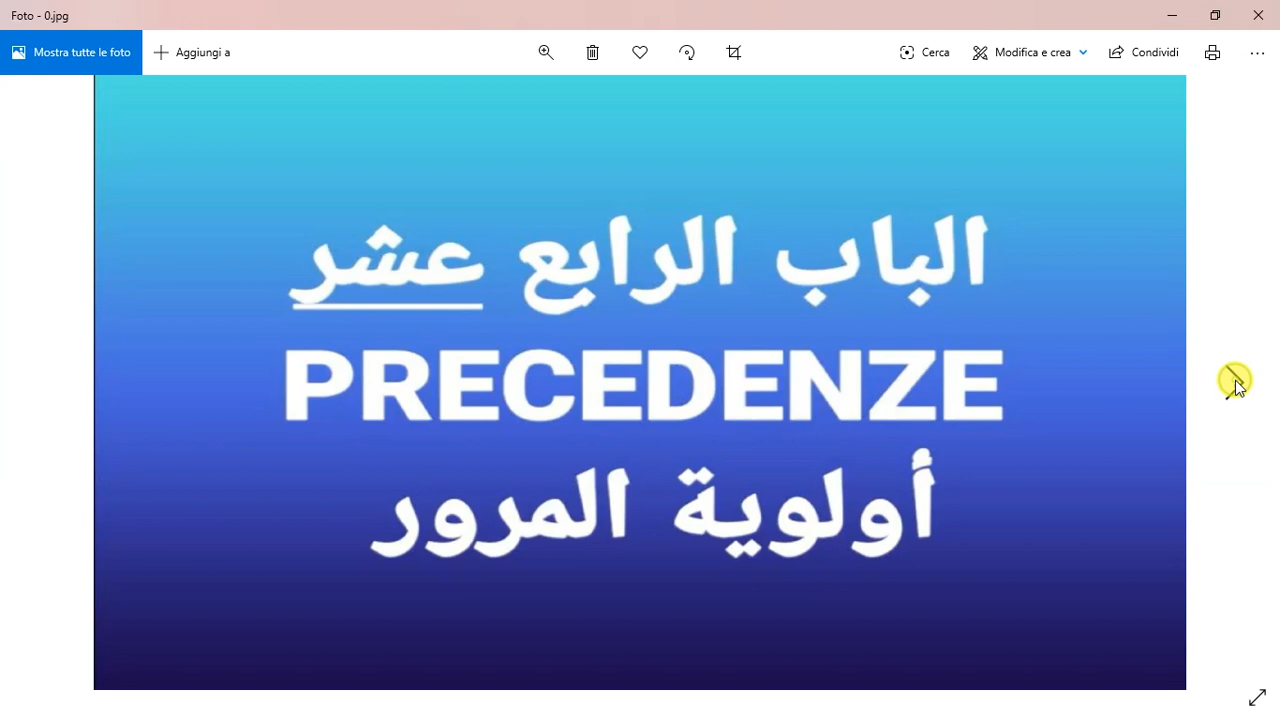 Foto - 0.jpg
Mostra tutte le foto
Aggiungi a
Cerca
Modifica e crea
Condividi
الباب الرابع عشر
PRECEDENZE
أولوية المرور